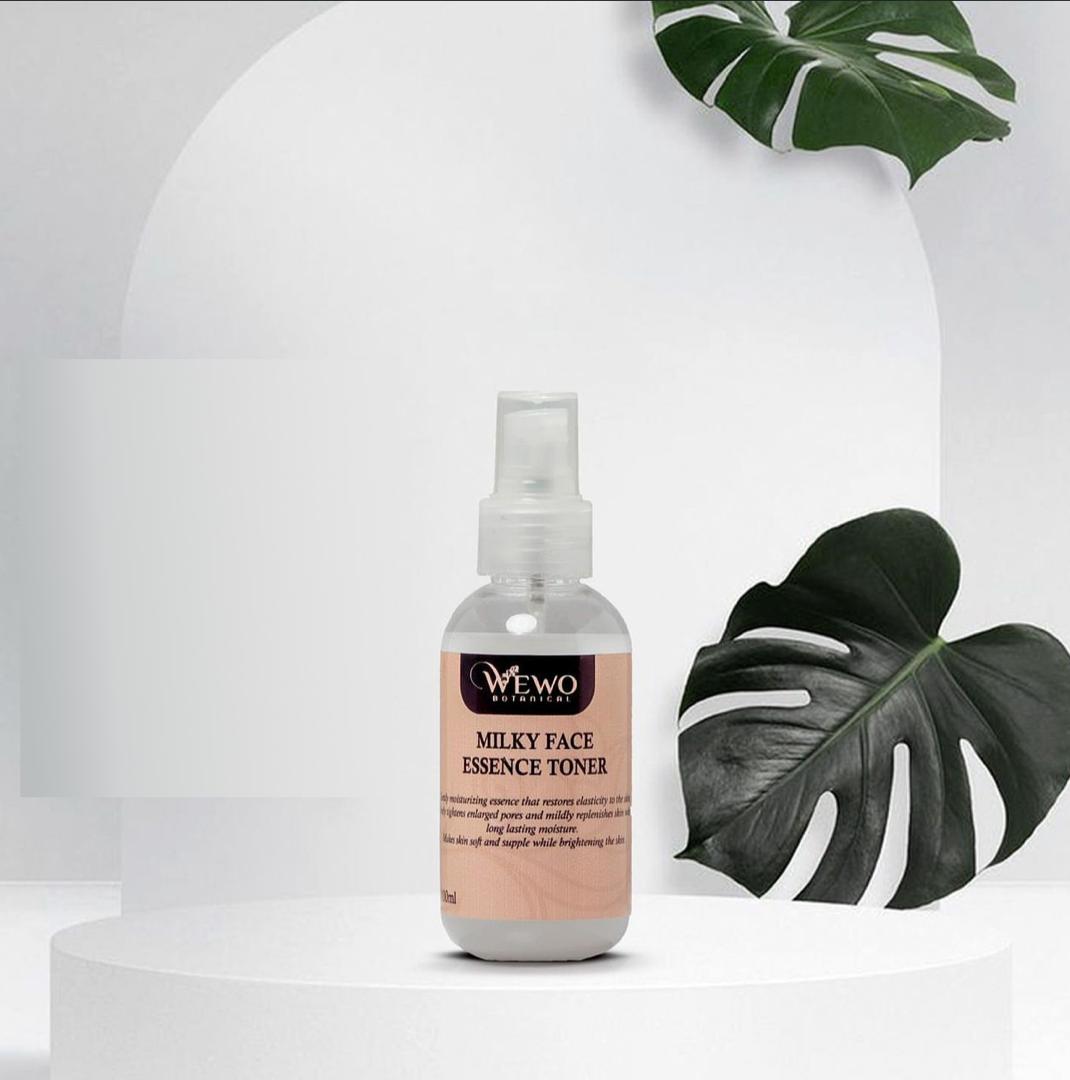 WEWO
BOTANICAL
MILKY FACE
ESSENCE TONER
moisturizing essence that restores elasticity to the
tightens enlarged pores and mildly replenishes skin
long lasting moisture.
Makes skin soft and supple while brightening the skin